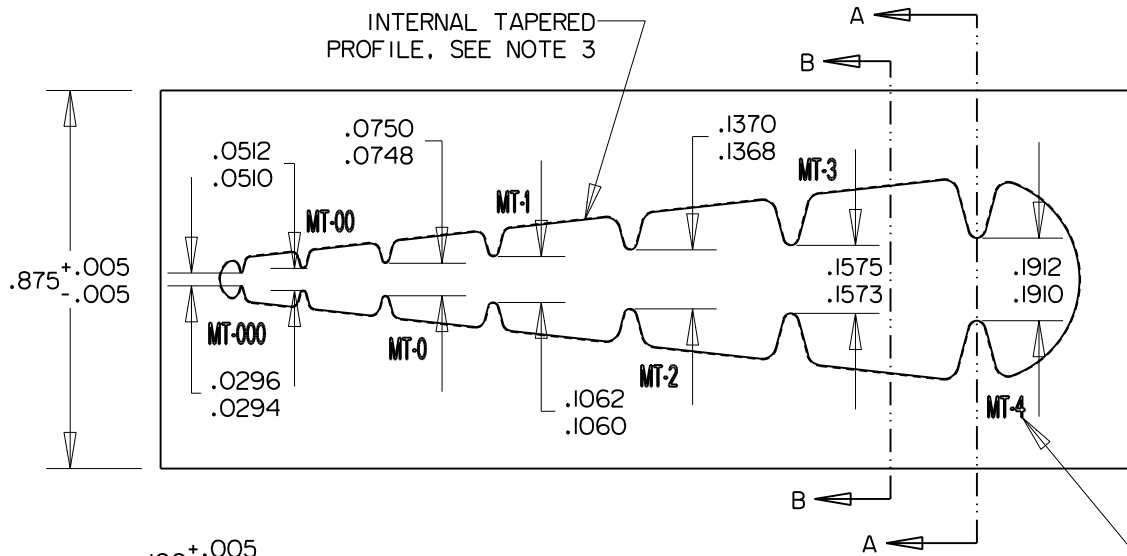 INTERNAL TAPERED
PROFILE, SEE NOTE 3
A
B
.0750
.0748
.1370
.1368
.0512
.0510
MT-3
MT-1
MT-00
.875 +.005
-.005
.1575
.1573
.1912
.1910
MT-000
MT-0
MT-2
.0296
.0294
.1062
.1060
MT-4
B
A
+.005